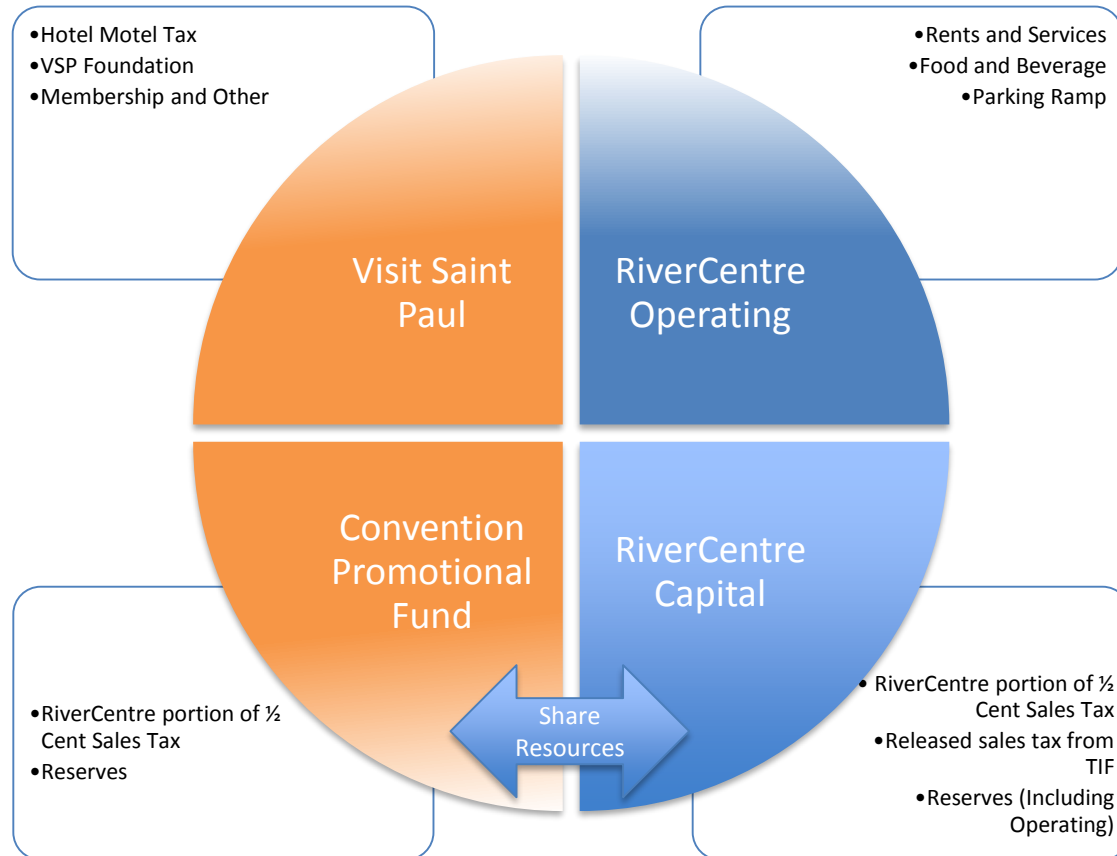 •Hotel Motel Tax
•VSP Foundation
•Membership and Other
•Rents and Services
•Food and Beverage
•Parking Ramp
Visit Saint
Paul
RiverCentre
Operating
Convention
Promotional
Fund
RiverCentre
Capital
Share
Resources
•RiverCentre portion of ½
Cent Sales Tax
•Reserves
• RiverCentre portion of ½
Cent Sales Tax
•Released sales tax from
TIF
•Reserves (Including
Operating)